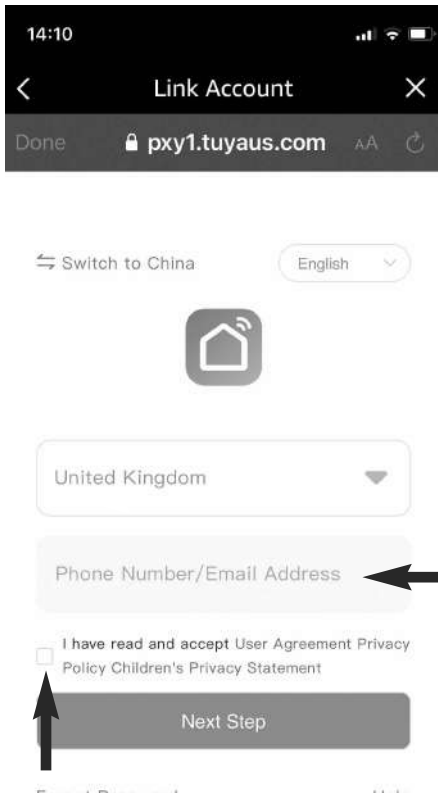 14:10
Link Account
Done pxy1.tuyaus.com AA
Switch to China English
United Kingdom
Phone Number/Email Address
I have read and accept User Agreement Privacy
Policy Children's Privacy Statement
Next Step